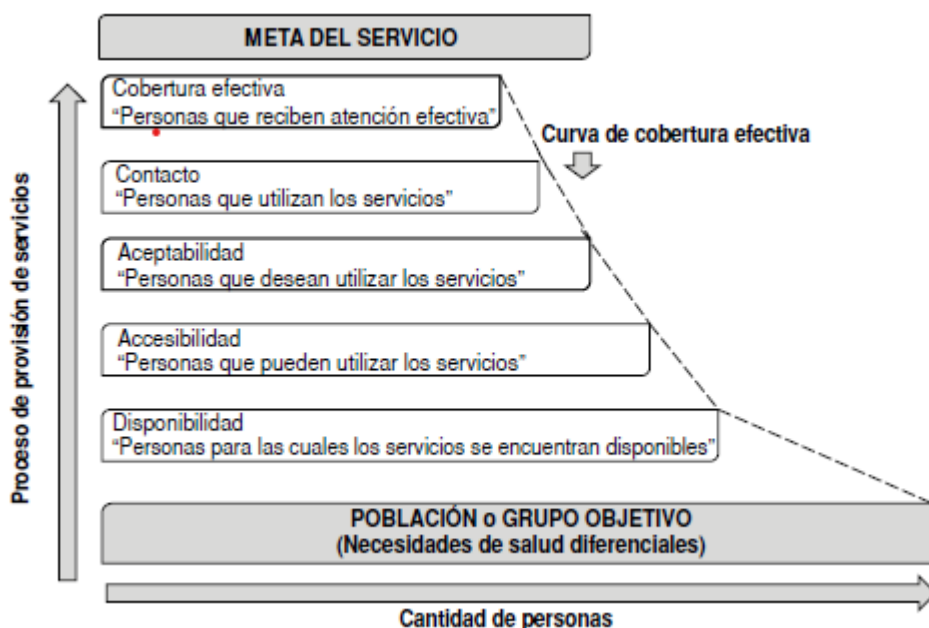 META DEL SERVICIO
Cobertura efectiva
“Personas que reciben atención efectiva”
Curva de cobertura efectiva
Contacto
“Personas que utilizan los servicios”
Aceptabilidad
“Personas que desean utilizar los servicios”
Accesibilidad
“Personas que pueden utilizar los servicios”
Disponibilidad
“Personas para las cuales los servicios se encuentran disponibles”
POBLACIÓN o GRUPO OBJETIVO
(Necesidades de salud diferenciales)
Cantidad de personas
Proceso de provisión de servicios